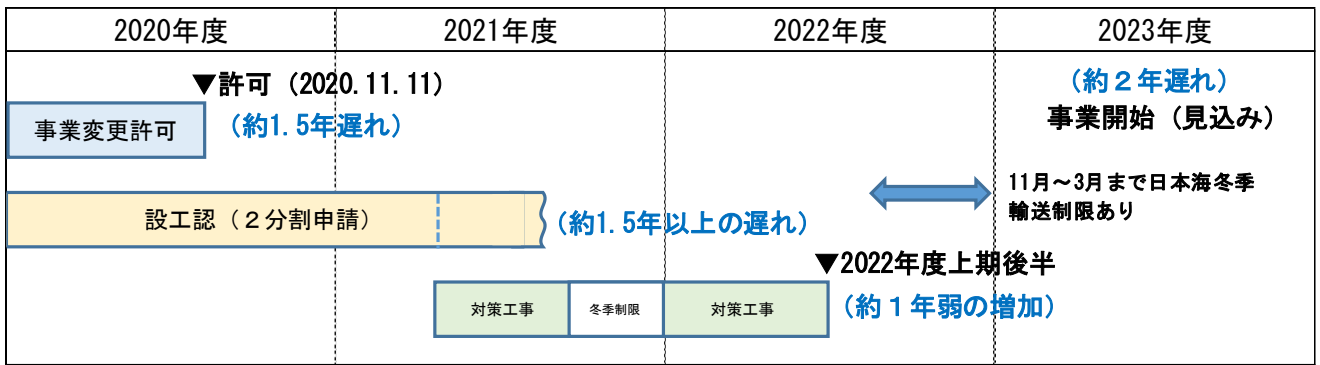 2020年度
2021年度
2022年度
2023年度
▼許可（2020.11.11）
（約２年遅れ）
事業変更許可
（約1.5年遅れ）
事業開始（見込み）
11月～3月まで日本海冬季
輸送制限あり
設工認（２分割申請）
（約1.5年以上の遅れ）
▼2022年度上期後半
対策工事
冬季制限
対策工事
（約１年弱の増加）